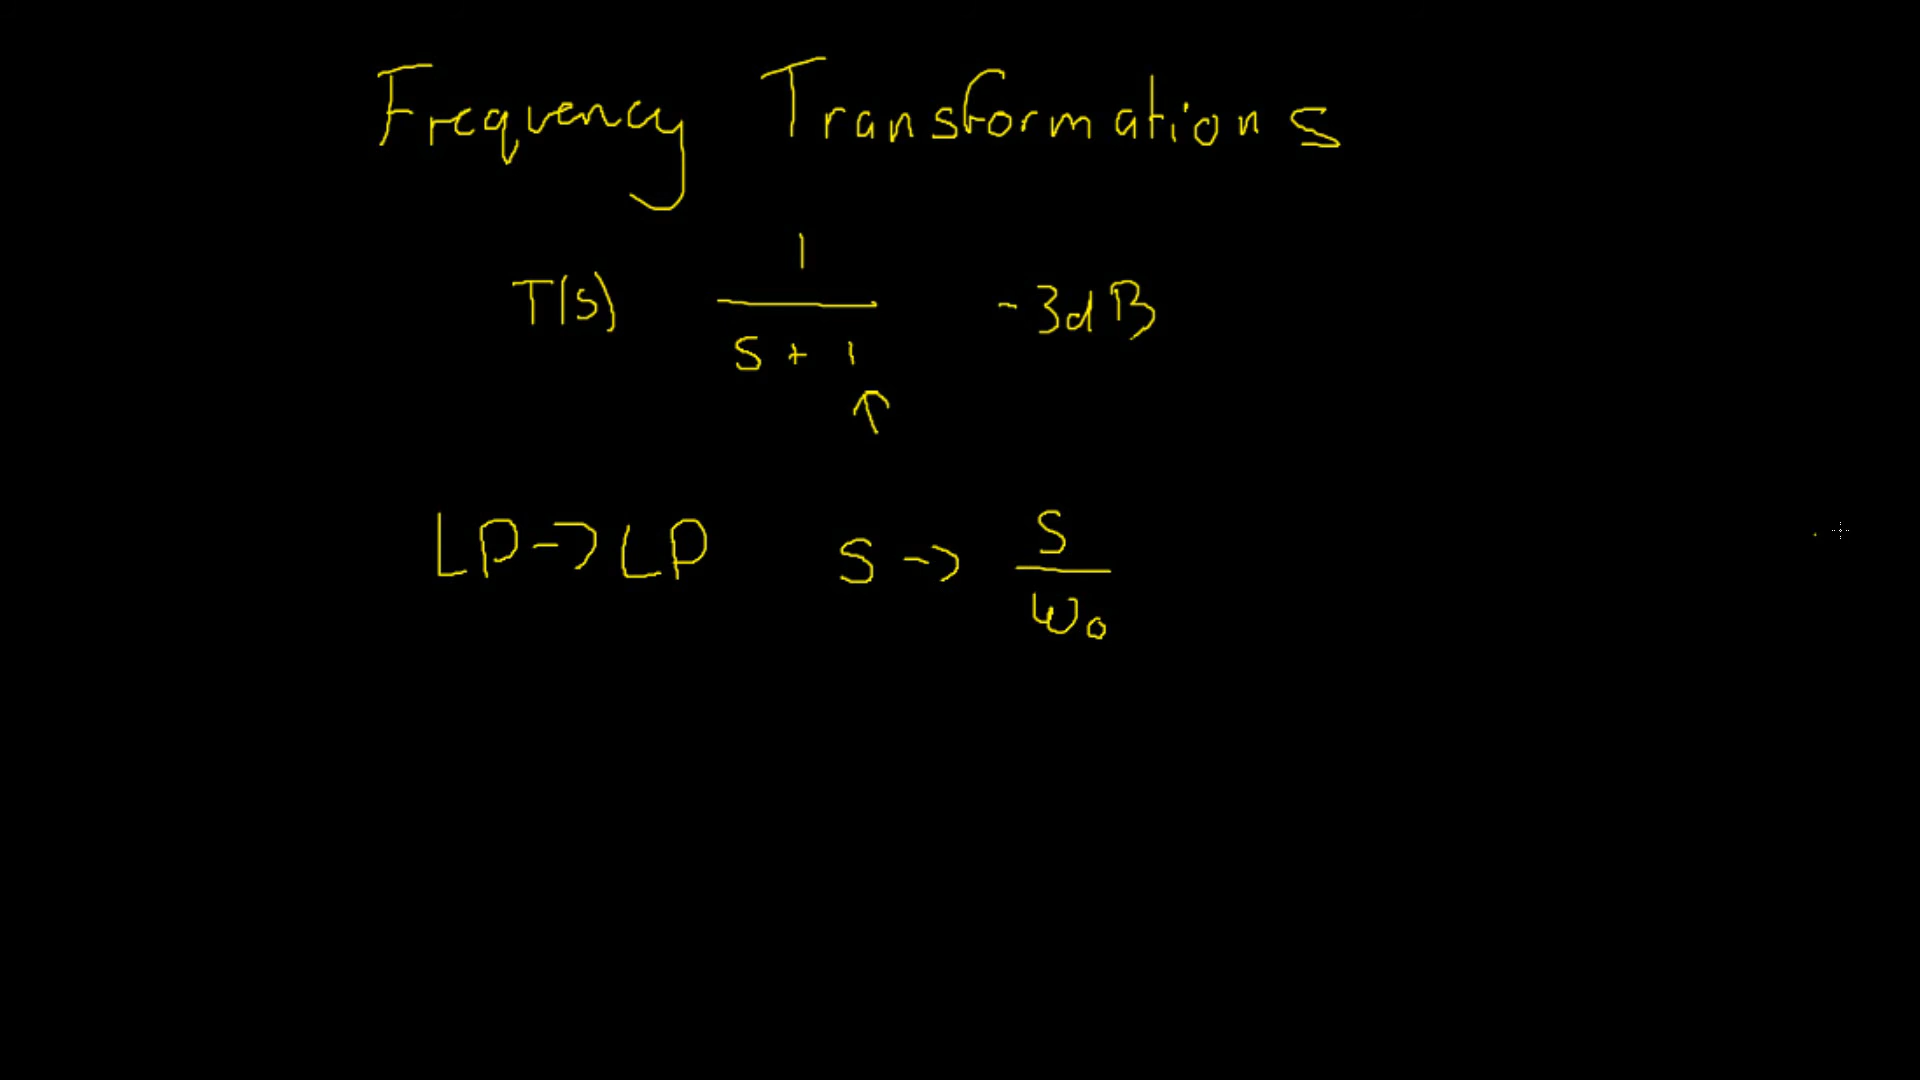 Frequency Transformations
T(s) 1/(s + 1) -3dB
↑
LP→LP s→ s/ω₀